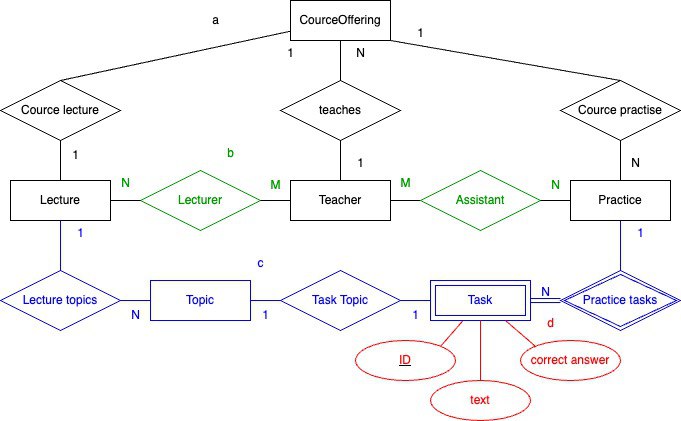 a
CourceOffering
1
N
1
Cource lecture
teaches
Cource practise
1
b
1
N
N
M
M
N
Lecture
Lecturer
Teacher
Assistant
Practice
1
1
c
Lecture topics
Topic
Task Topic
Task
N
Practice tasks
N
1
1
d
ID
correct answer
text